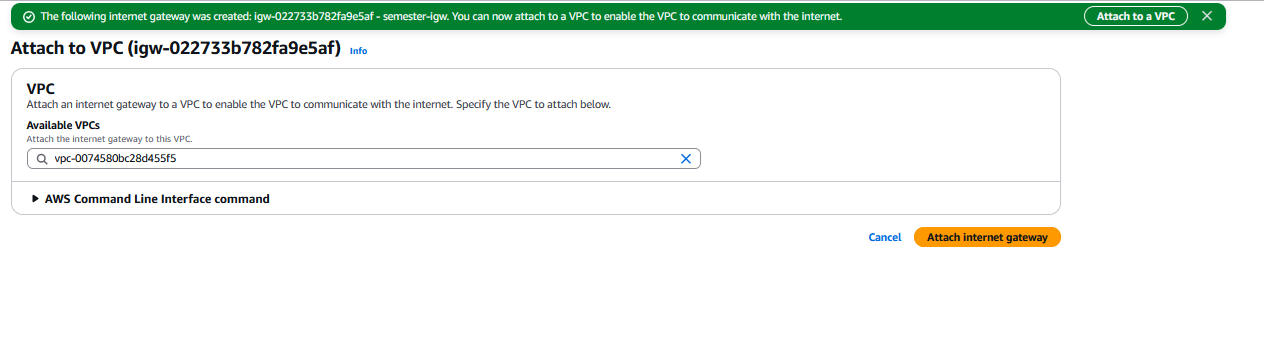 The following internet gateway was created: igw-022733b782fa9e5af - semester-igw. You can now attach to a VPC to enable the VPC to communicate with the internet.
Attach to a VPC
Attach to VPC (igw-022733b782fa9e5af) Info
VPC
Attach an internet gateway to a VPC to enable the VPC to communicate with the internet. Specify the VPC to attach below.
Available VPCs
Attach the internet gateway to this VPC.
vpc-0074580bc28d455f5
AWS Command Line Interface command
Cancel
Attach internet gateway